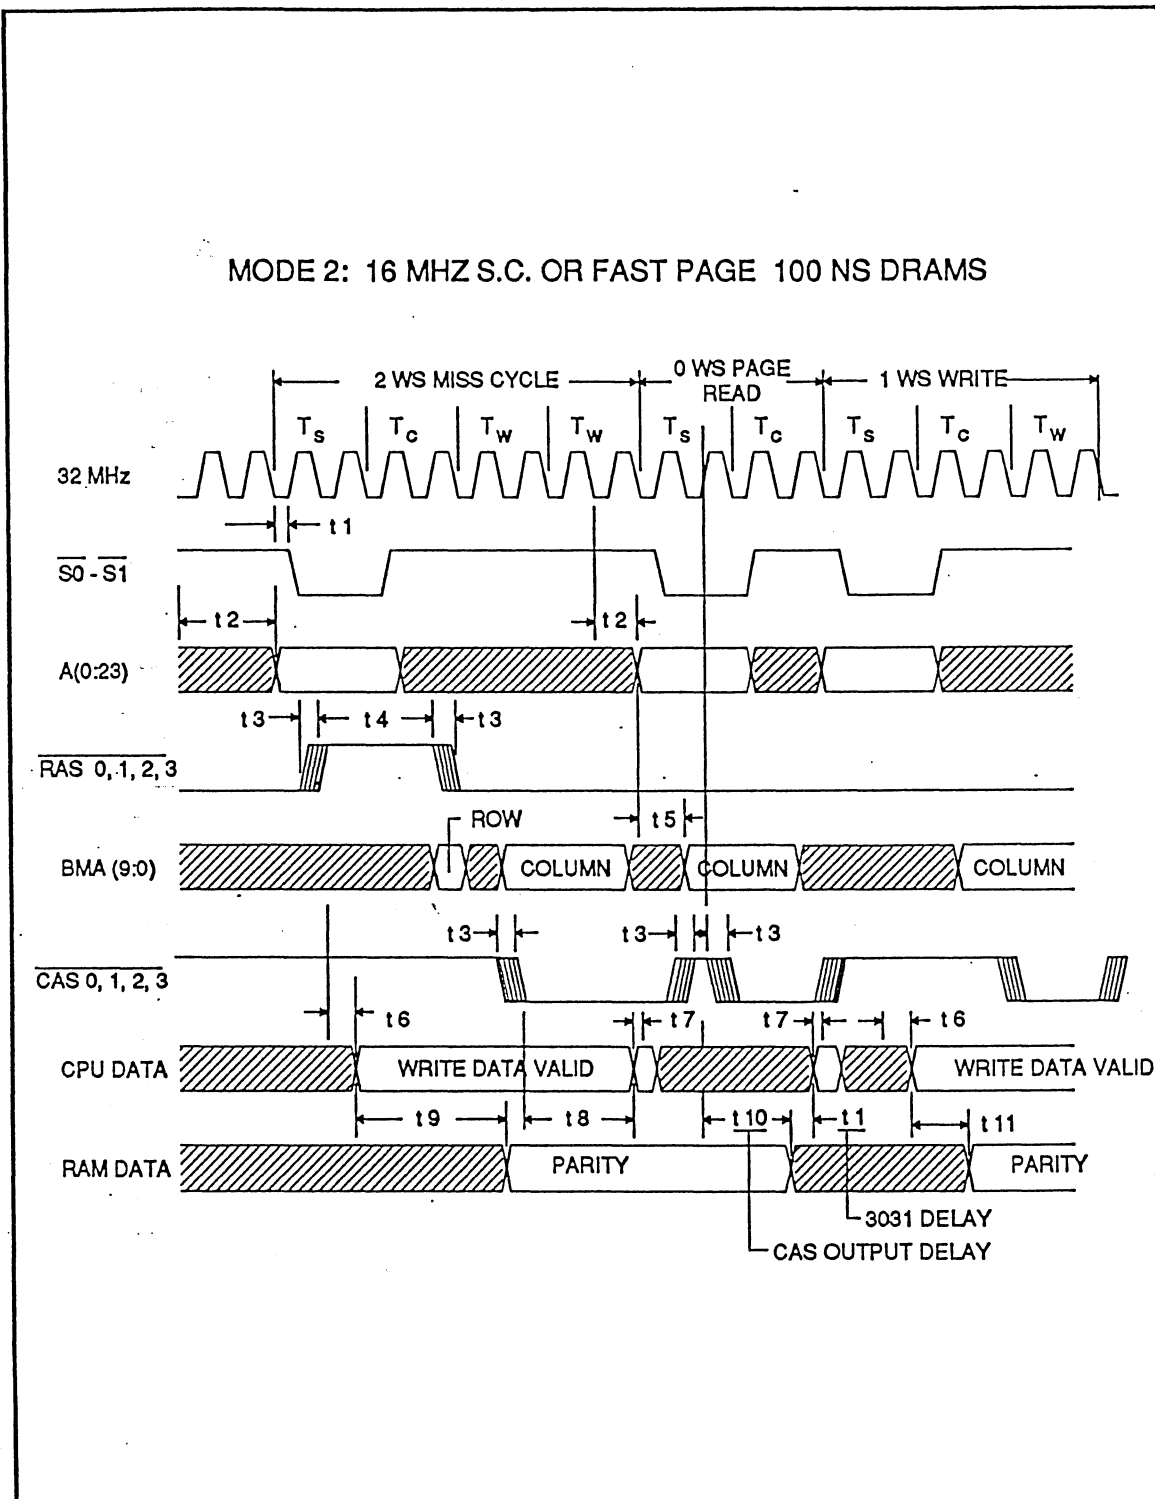 MODE 2: 16 MHZ S.C. OR FAST PAGE 100 NS DRAMS
2 WS MISS CYCLE
0 WS PAGE
READ
1 WS WRITE
Ts Tc Tw Tw Ts Tc Ts Tc Tw
32 MHz
t1
S0 - S1
t2 t2
A(0:23)
t3 t4 t3
RAS 0, 1, 2, 3
ROW t5
BMA (9:0) COLUMN COLUMN COLUMN
t3 t3 t3
CAS 0, 1, 2, 3
t6 t7 t7 t6
CPU DATA WRITE DATA VALID WRITE DATA VALID
t9 t8 t10 t1 t11
RAM DATA PARITY PARITY
3031 DELAY
CAS OUTPUT DELAY